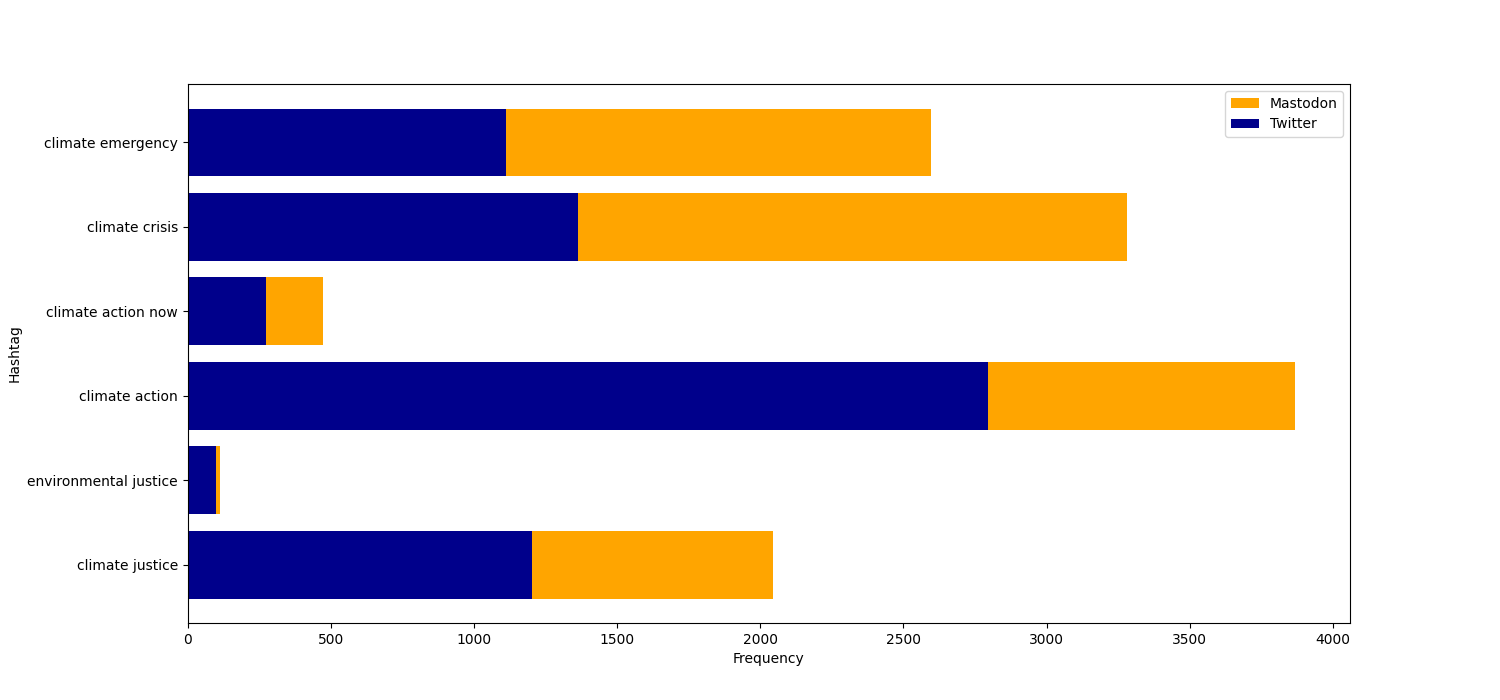 Mastodon
Twitter
climate emergency
climate crisis
climate action now
climate action
environmental justice
climate justice
Hashtag
0 500 1000 1500 2000 2500 3000 3500 4000
Frequency